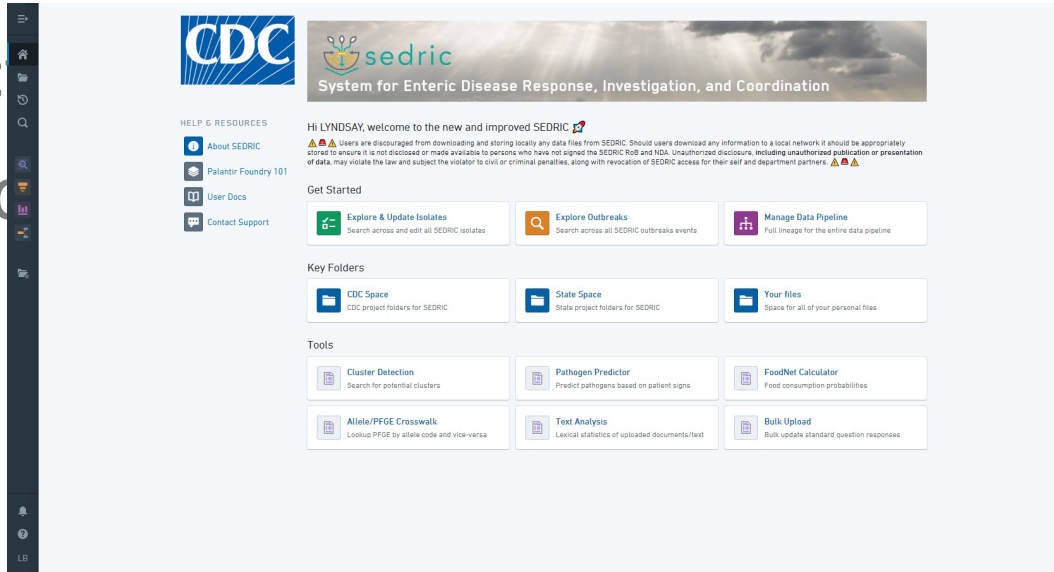 CDC
sedric
System for Enteric Disease Response, Investigation, and Coordination
HELP & RESOURCES
About SEDRIC
Palantir Foundry 101
User Docs
Contact Support
Hi LYNDSAY, welcome to the new and improved SEDRIC
Users are discouraged from downloading and storing locally any data files from SEDRIC. Should users download any information to a local network it should be appropriately
stored to ensure it is not disclosed or made available to persons who have not signed the SEDRIC RoB and NDA. Unauthorized disclosure, including unauthorized publication or presentation
of data, may violate the law and subject the violator to civil or criminal penalties, along with revocation of SEDRIC access for their self and department partners.
Get Started
Explore & Update Isolates
Search across and edit all SEDRIC isolates
Explore Outbreaks
Search across all SEDRIC outbreaks events
Manage Data Pipeline
Full lineage for the entire data pipeline
Key Folders
CDC Space
CDC project folders for SEDRIC
State Space
State project folders for SEDRIC
Your files
Space for all of your personal files
Tools
Cluster Detection
Search for potential clusters
Pathogen Predictor
Predict pathogens based on patient signs
FoodNet Calculator
Food consumption probabilities
Allele/PFGE Crosswalk
Lookup PFGE by allele code and vice-versa
Text Analysis
Lexical statistics of uploaded documents/text
Bulk Upload
Bulk update standard question responses
LB